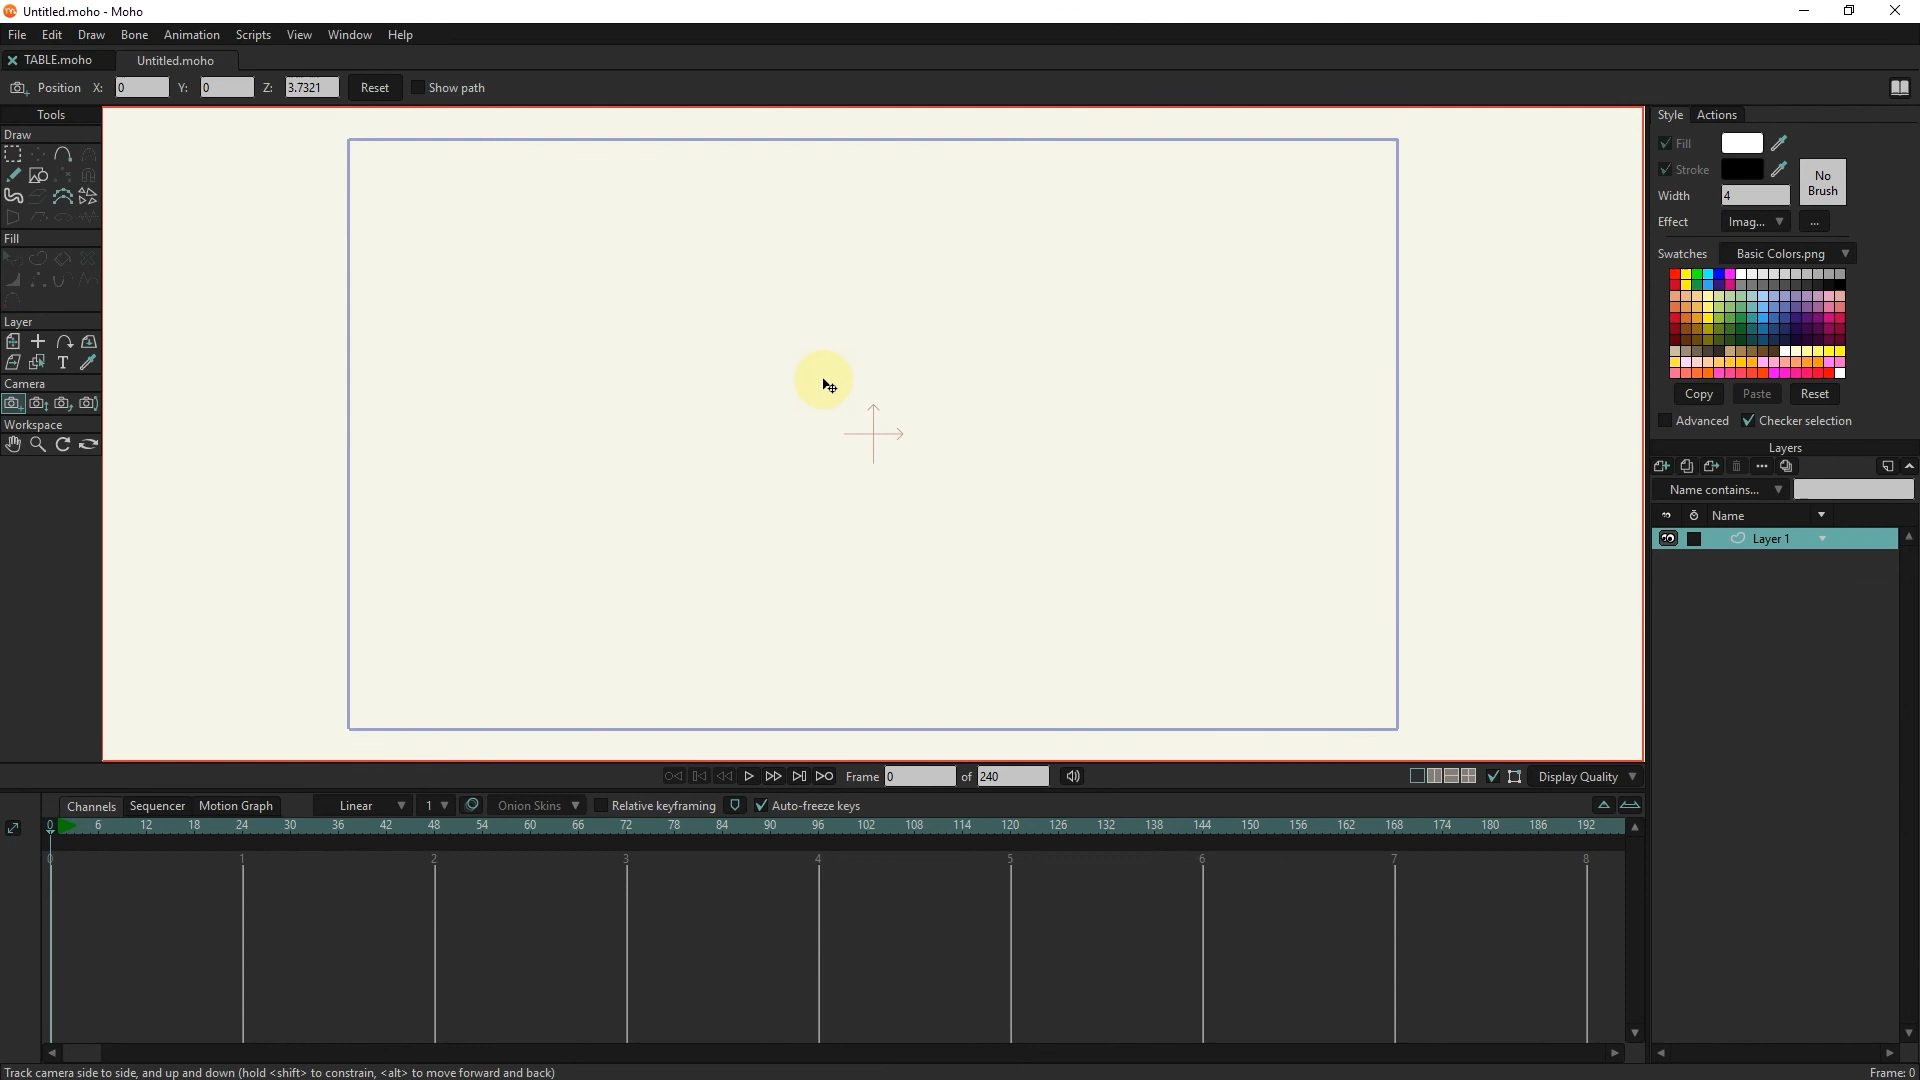 Untitled.moho - Moho
File Edit Draw Bone Animation Scripts View Window Help
TABLE.moho Untitled.moho
Position X: 0 Y: 0 Z: 3.7321 Reset Show path
Tools
Draw
Fill
Layer
T
Camera
Workspace
Style Actions
Fill
Stroke
No Brush
Width 4
Effect Imag... ...
Swatches Basic Colors.png
Copy Paste Reset
Advanced Checker selection
Layers
Name contains...
Name
Layer 1
Frame 0 of 240 Display Quality
Channels Sequencer Motion Graph Linear 1 Onion Skins Relative keyframing Auto-freeze keys
0 6 12 18 24 30 36 42 48 54 60 66 72 78 84 90 96 102 108 114 120 126 132 138 144 150 156 162 168 174 180 186 192
0 1 2 3 4 5 6 7 8
Track camera side to side, and up and down (hold <shift> to constrain, <alt> to move forward and back) Frame: 0